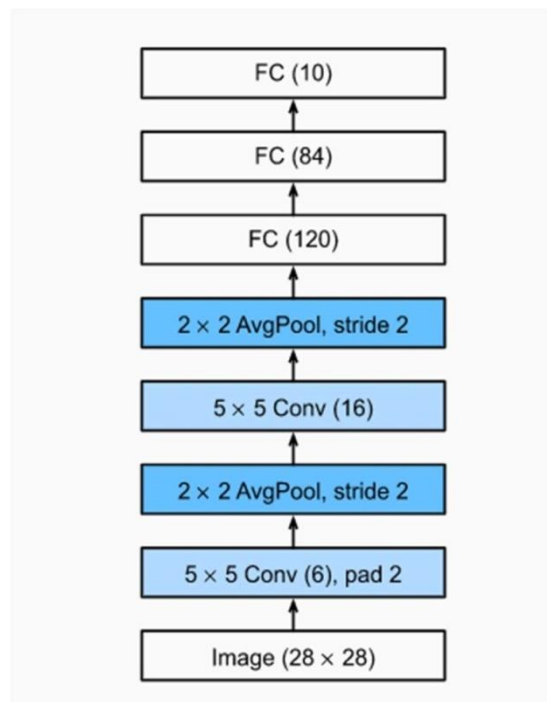 FC (10)
FC (84)
FC (120)
2 × 2 AvgPool, stride 2
5 × 5 Conv (16)
2 × 2 AvgPool, stride 2
5 × 5 Conv (6), pad 2
Image (28 × 28)